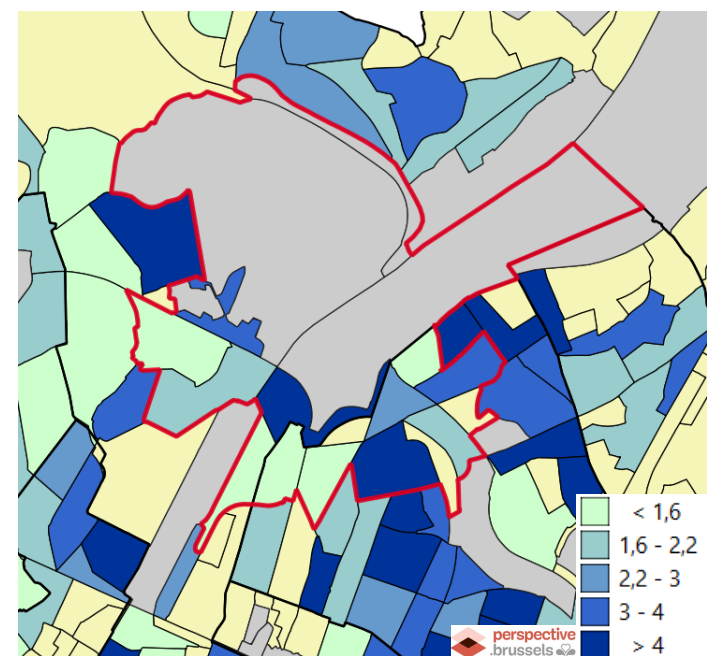 < 1,6
1,6 - 2,2
2,2 - 3
3 - 4
> 4
perspective
.brussels